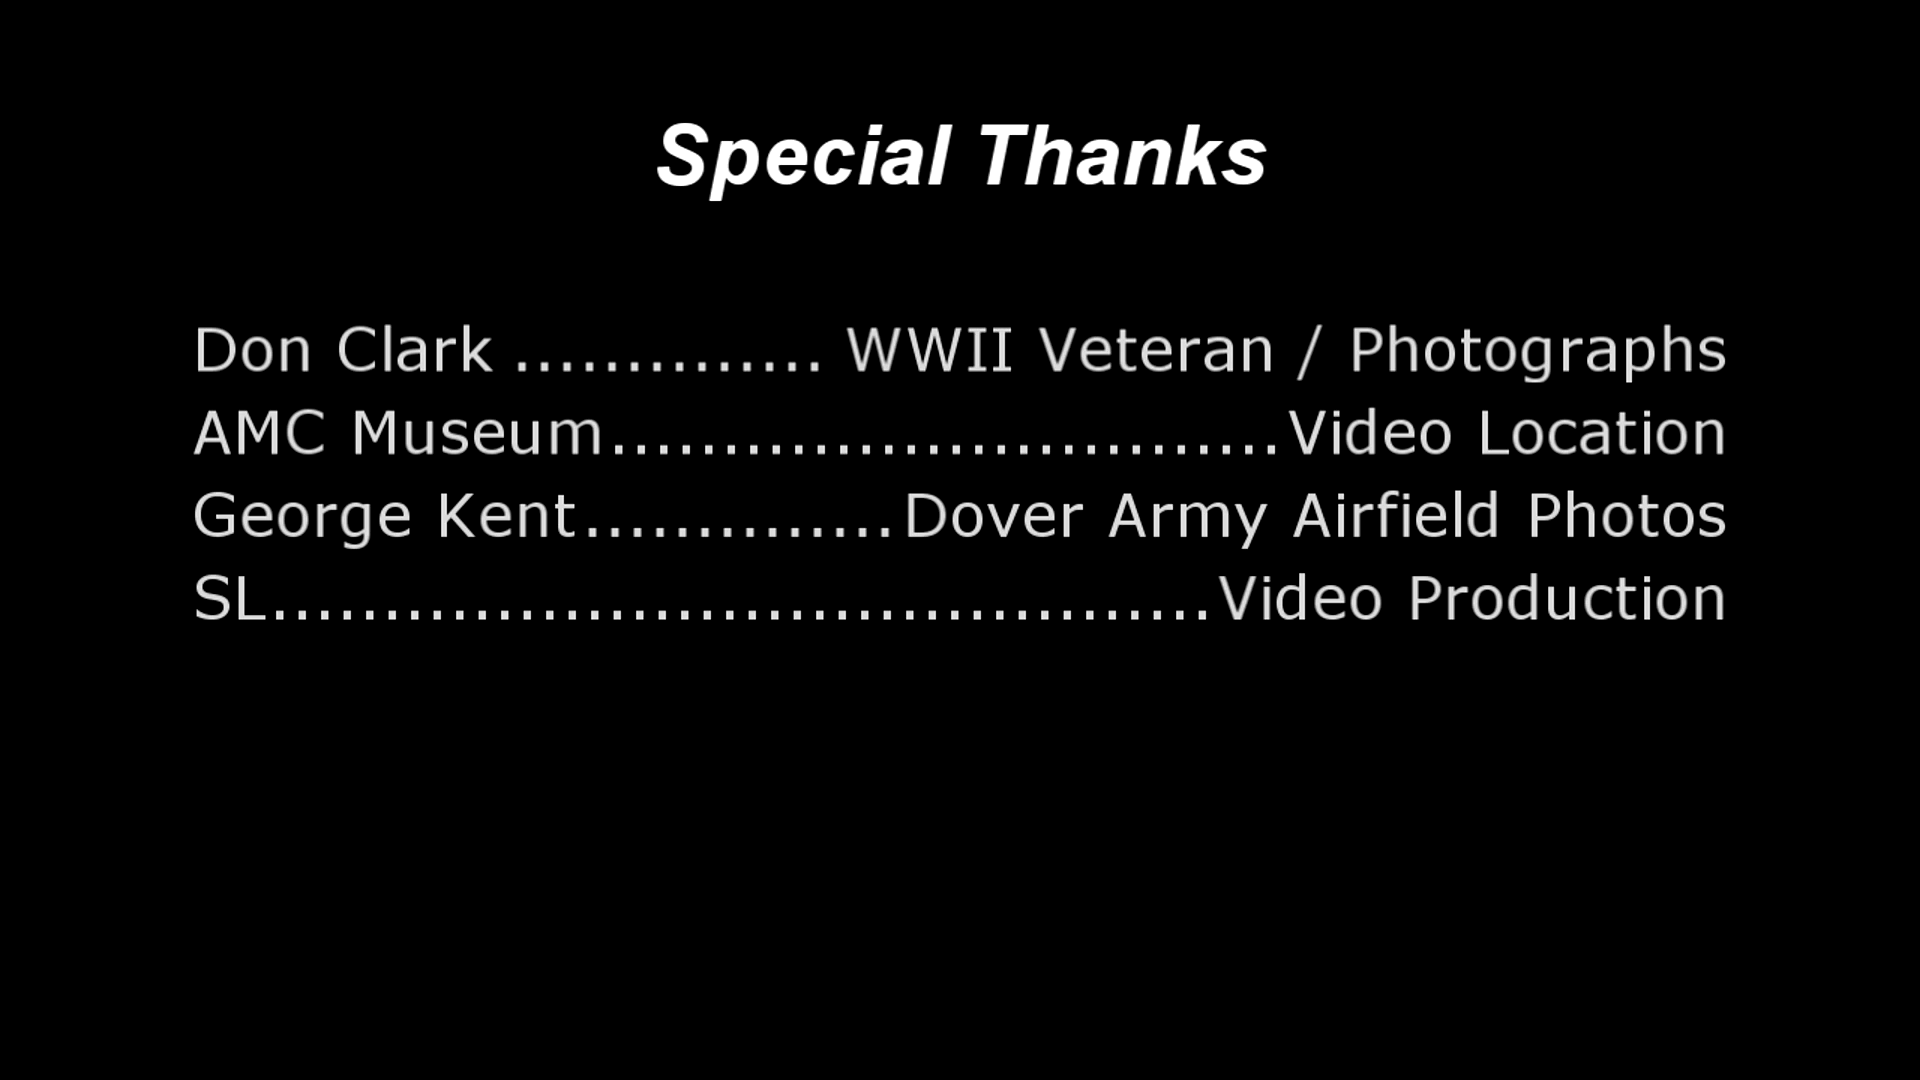 Special Thanks
Don Clark .............. WWII Veteran / Photographs
AMC Museum..............................Video Location
George Kent..............Dover Army Airfield Photos
SL..........................................Video Production